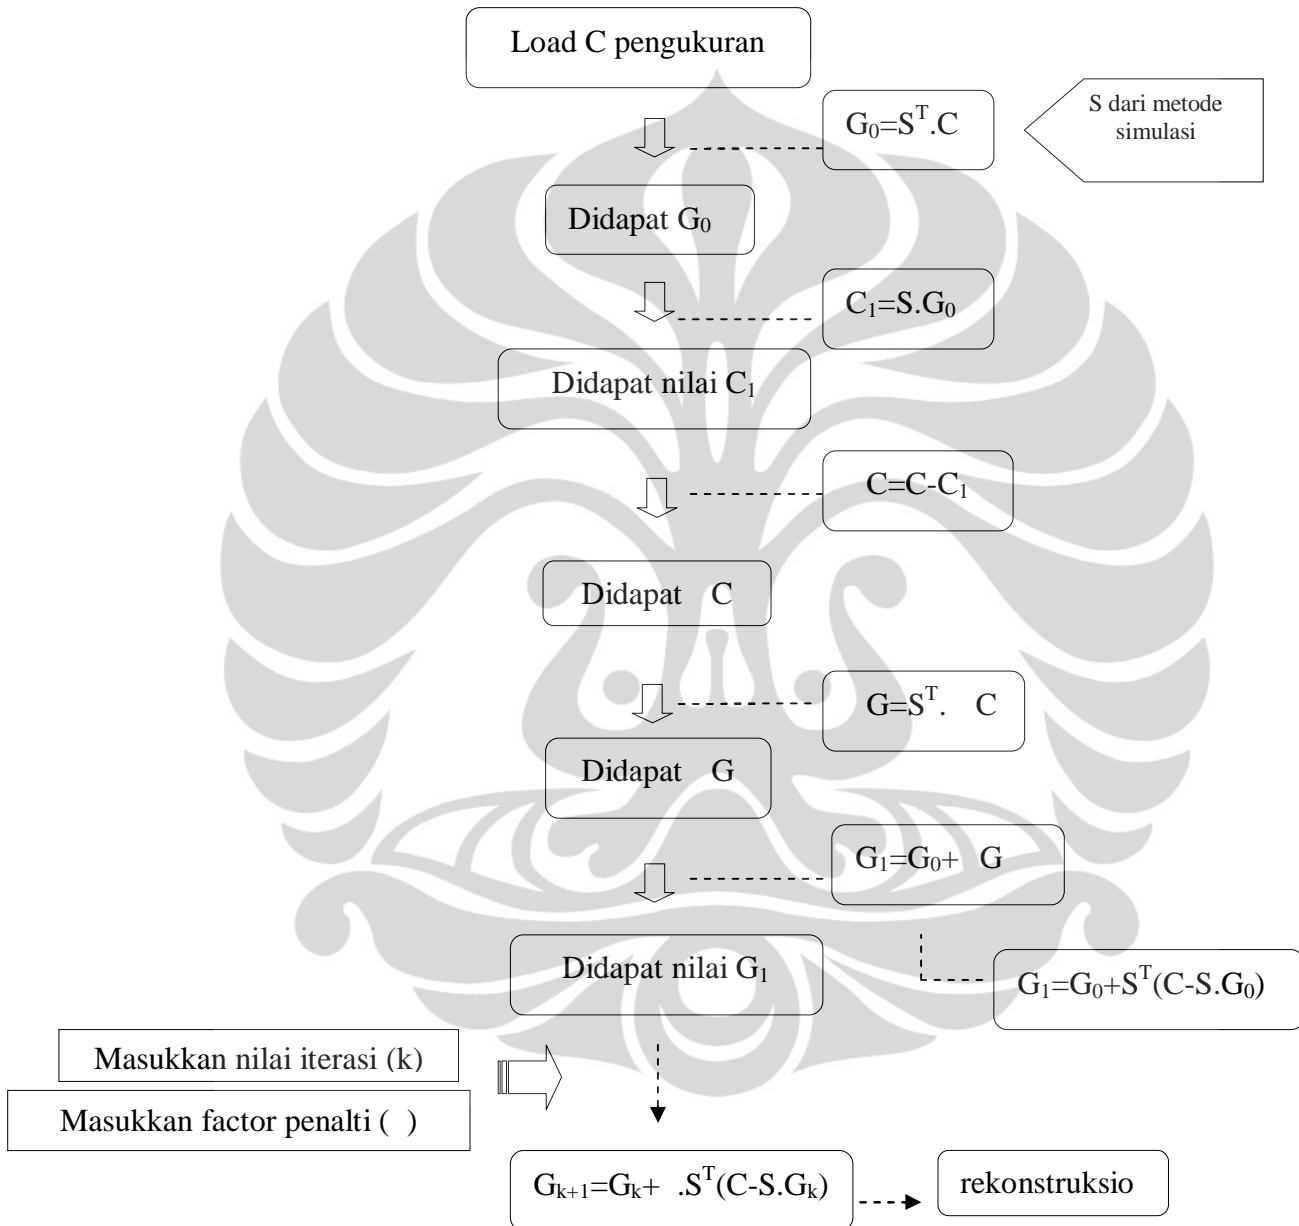 Load C pengukuran
G₀=Sᵀ.C
S dari metode
simulasi
Didapat G₀
C₁=S.G₀
Didapat nilai C₁
C=C-C₁
Didapat C
G=Sᵀ. C
Didapat G
G₁=G₀+ G
Didapat nilai G₁
G₁=G₀+Sᵀ(C-S.G₀)
Masukkan nilai iterasi (k)
Masukkan factor penalti ( )
Gₖ₊₁=Gₖ+ .Sᵀ(C-S.Gₖ)
rekonstruksio